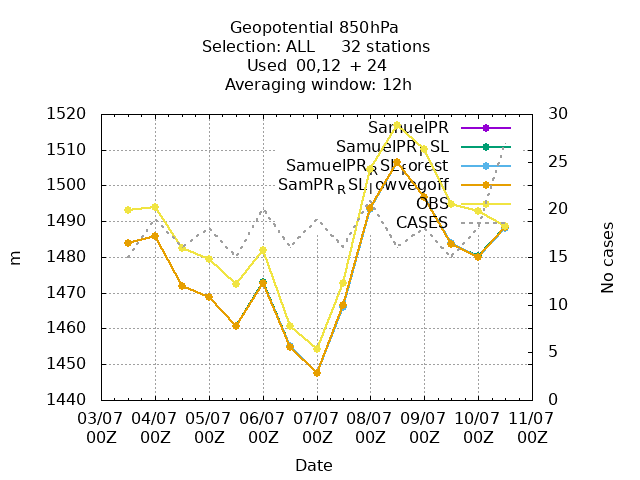 Geopotential 850hPa
Selection: ALL 32 stations
Used 00,12 + 24
Averaging window: 12h
1520
1510
1500
1490
1480
1470
1460
1450
1440
m
30
25
20
15
10
5
0
No cases
SamuelPR
SamuelPR_rSL
SamuelPR_RSL_forest
SamPR_RSL_lowvegoff
OBS
CASES
03/07 04/07 05/07 06/07 07/07 08/07 09/07 10/07 11/07
00Z 00Z 00Z 00Z 00Z 00Z 00Z 00Z 00Z
Date